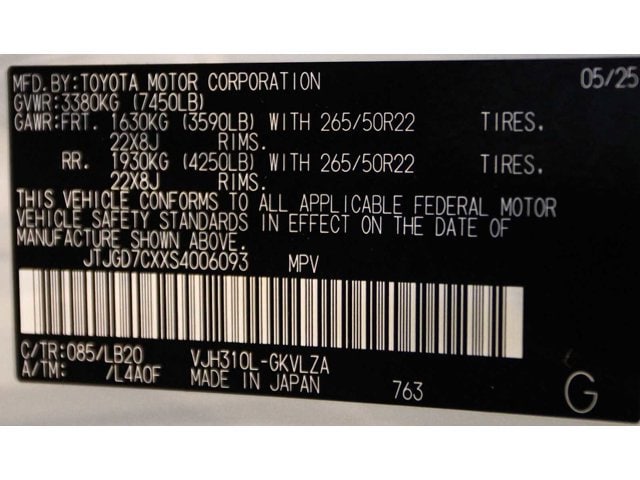 MFD.BY:TOYOTA MOTOR CORPORATION 05/25
GVWR:3380KG (7450LB)
GAWR:FRT. 1630KG (3590LB) WITH 265/50R22 TIRES.
22X8J RIMS.
RR. 1930KG (4250LB) WITH 265/50R22 TIRES.
22X8J RIMS.
THIS VEHICLE CONFORMS TO ALL APPLICABLE FEDERAL MOTOR
VEHICLE SAFETY STANDARDS IN EFFECT ON THE DATE OF
MANUFACTURE SHOWN ABOVE.
JTJGD7CXXS4006093 MPV
C/TR:085/LB20 VJH310L-GKVLZA
A/TM: /L4A0F MADE IN JAPAN 763 G